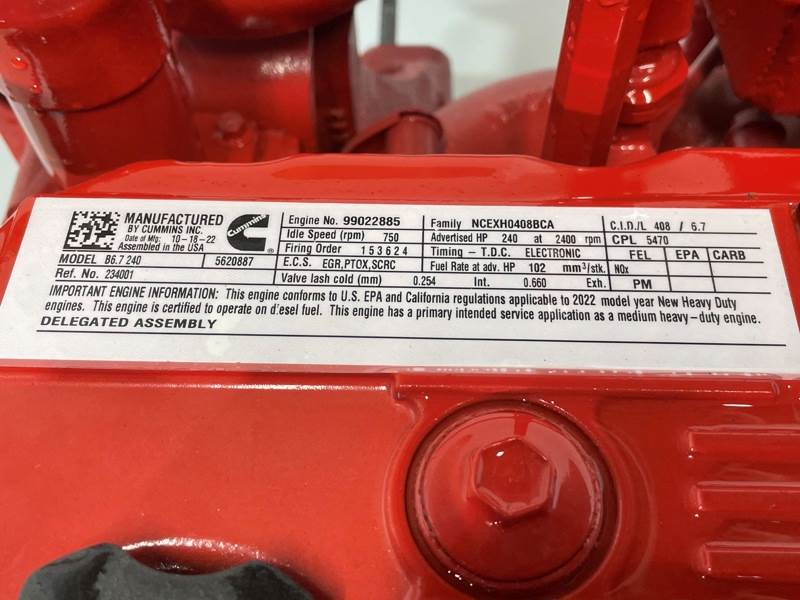 MANUFACTURED
BY CUMMINS INC.
Date of Mfg: 10-18-22
Assembled in the USA
Cummins
Engine No. 99022885 Family NCEXH0408BCA C.I.D./L 408 / 6.7
Idle Speed (rpm) 750 Advertised HP 240 at 2400 rpm CPL 5470
Firing Order 153624 Timing - T.D.C. ELECTRONIC FEL EPA CARB
MODEL B6.7 240 5620887 E.C.S. EGR,PTOX,SCRC Fuel Rate at adv. HP 102 mm³/stk. NOx
Ref. No. 234001 Valve lash cold (mm) 0.254 Int. 0.660 Exh. PM
IMPORTANT ENGINE INFORMATION: This engine conforms to U.S. EPA and California regulations applicable to 2022 model year New Heavy Duty
engines. This engine is certified to operate on diesel fuel. This engine has a primary intended service application as a medium heavy-duty engine.
DELEGATED ASSEMBLY